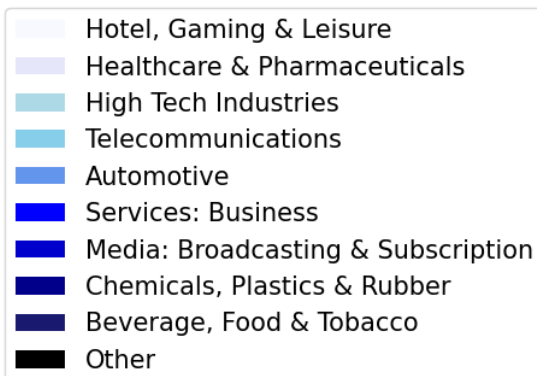 Hotel, Gaming & Leisure
Healthcare & Pharmaceuticals
High Tech Industries
Telecommunications
Automotive
Services: Business
Media: Broadcasting & Subscription
Chemicals, Plastics & Rubber
Beverage, Food & Tobacco
Other